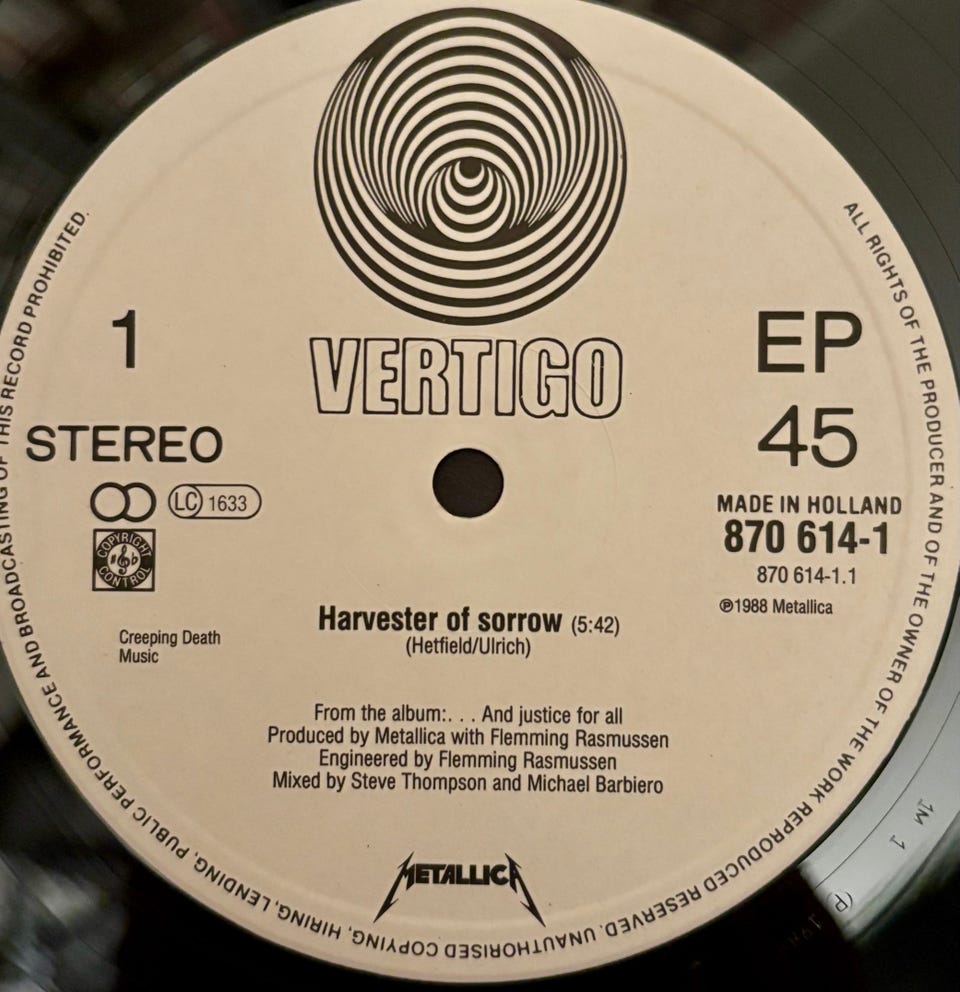 VERTIGO
1
STEREO
LC 1633
COPYRIGHT
CONTROL
EP
45
MADE IN HOLLAND
870 614-1
870 614-1.1
℗1988 Metallica
Creeping Death
Music
Harvester of sorrow (5:42)
(Hetfield/Ulrich)
From the album:. . . And justice for all
Produced by Metallica with Flemming Rasmussen
Engineered by Flemming Rasmussen
Mixed by Steve Thompson and Michael Barbiero
METALLICA
ALL RIGHTS OF THE PRODUCER AND OF THE OWNER OF THE WORK REPRODUCED RESERVED. UNAUTHORISED COPYING, HIRING, LENDING, PUBLIC PERFORMANCE AND BROADCASTING OF THIS RECORD PROHIBITED.
1M 1